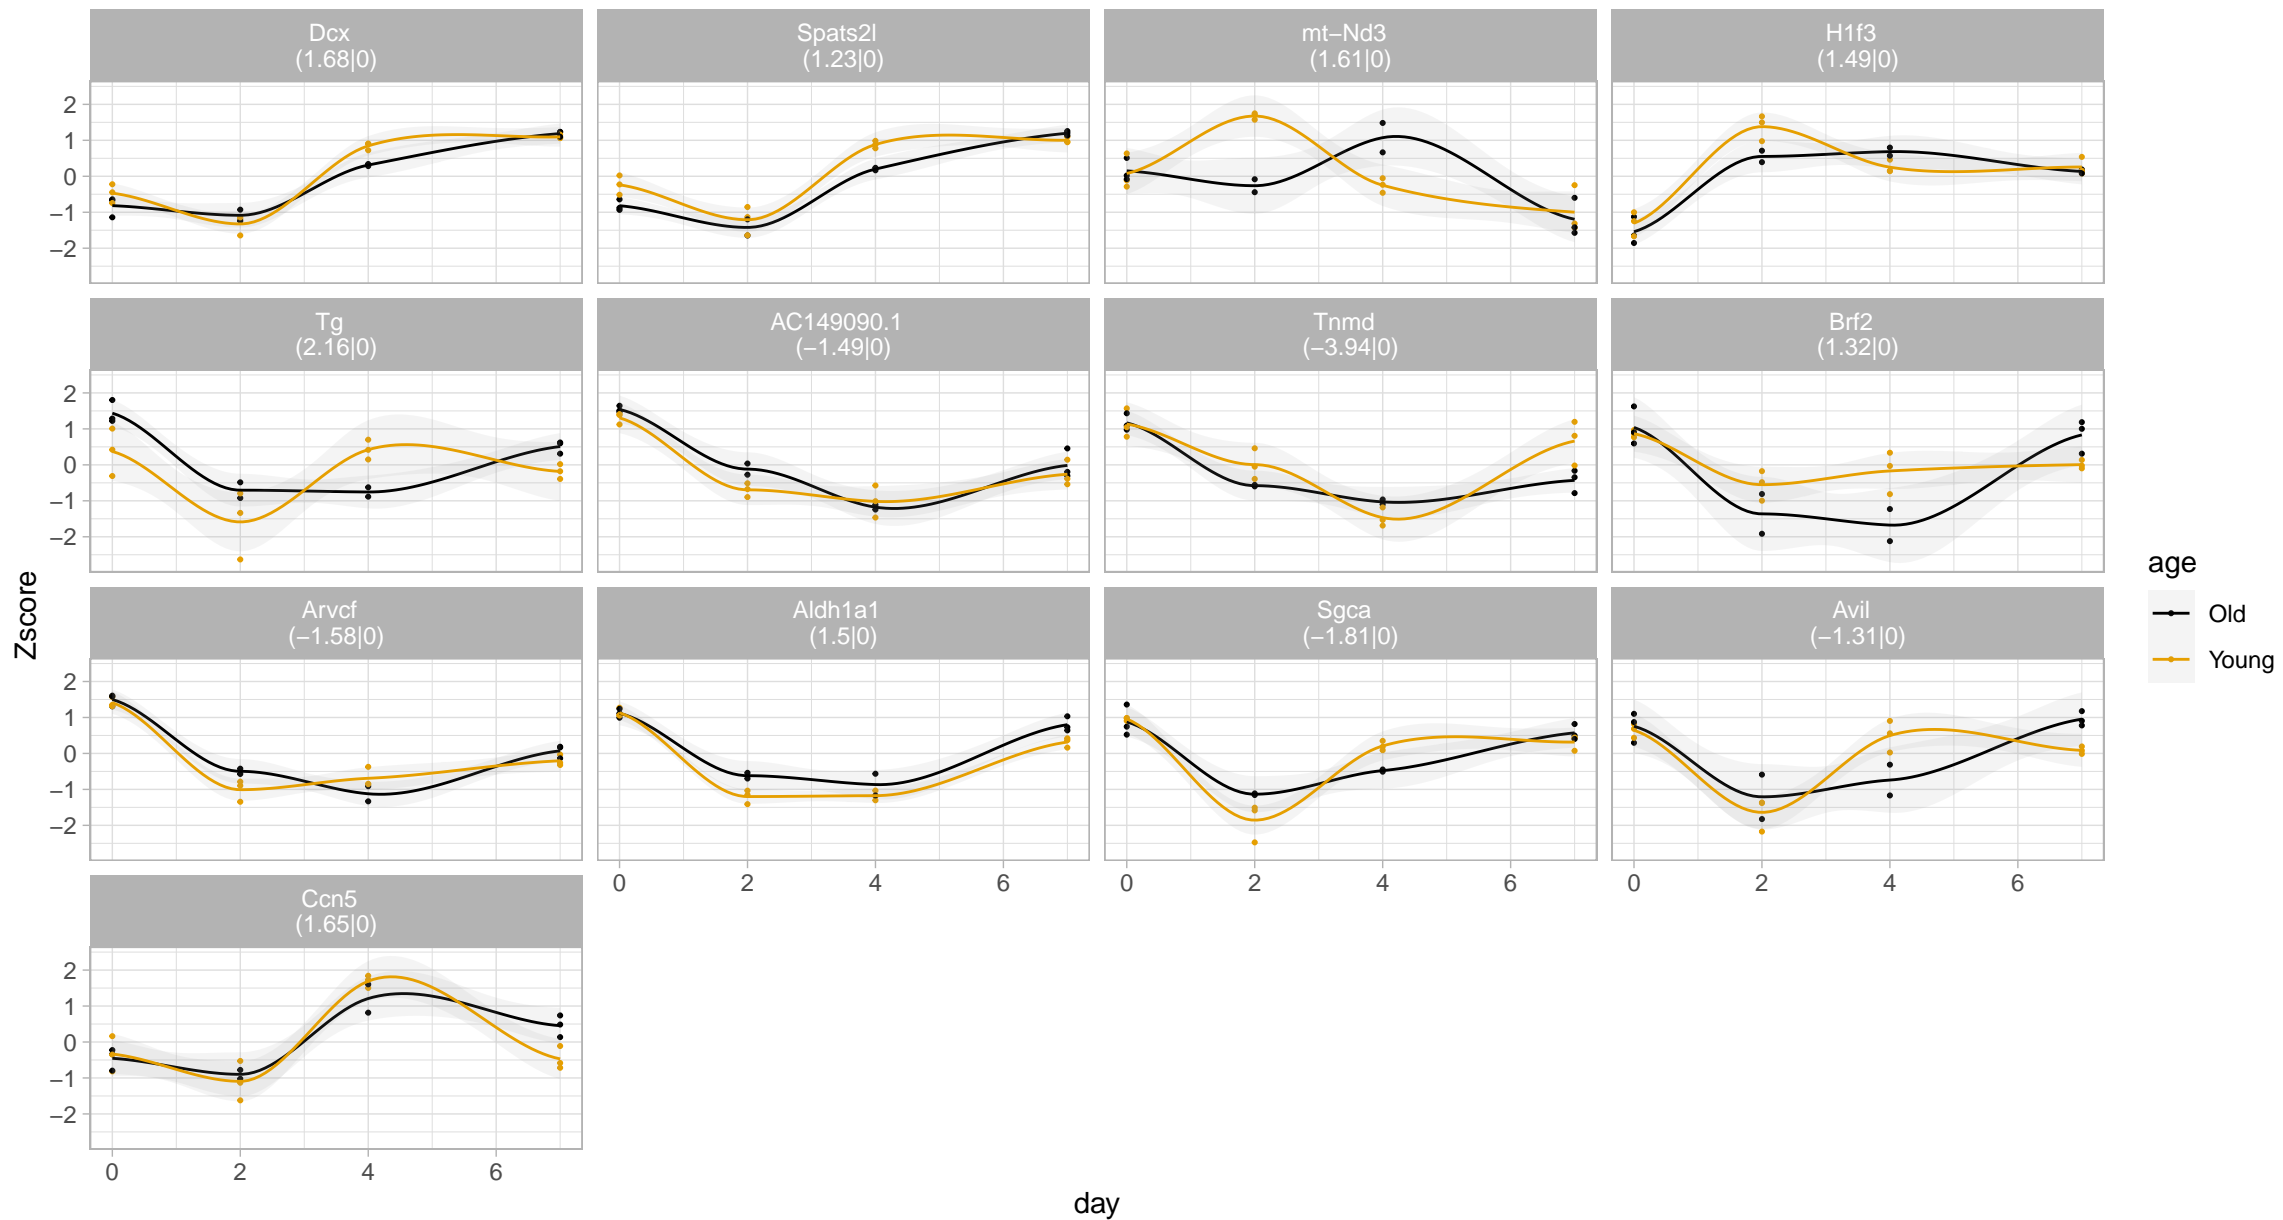 Dcx
(1.68|0)
Spats2l
(1.23|0)
mt−Nd3
(1.61|0)
H1f3
(1.49|0)
2
1
0
−1
−2
Tg
(2.16|0)
AC149090.1
(−1.49|0)
Tnmd
(−3.94|0)
Brf2
(1.32|0)
2
1
0
−1
−2
Arvcf
(−1.58|0)
Aldh1a1
(1.5|0)
Sgca
(−1.81|0)
Avil
(−1.31|0)
2
1
0
−1
−2
0 2 4 6
0 2 4 6
0 2 4 6
Ccn5
(1.65|0)
2
1
0
−1
−2
0 2 4 6
day
Zscore
age
Old
Young